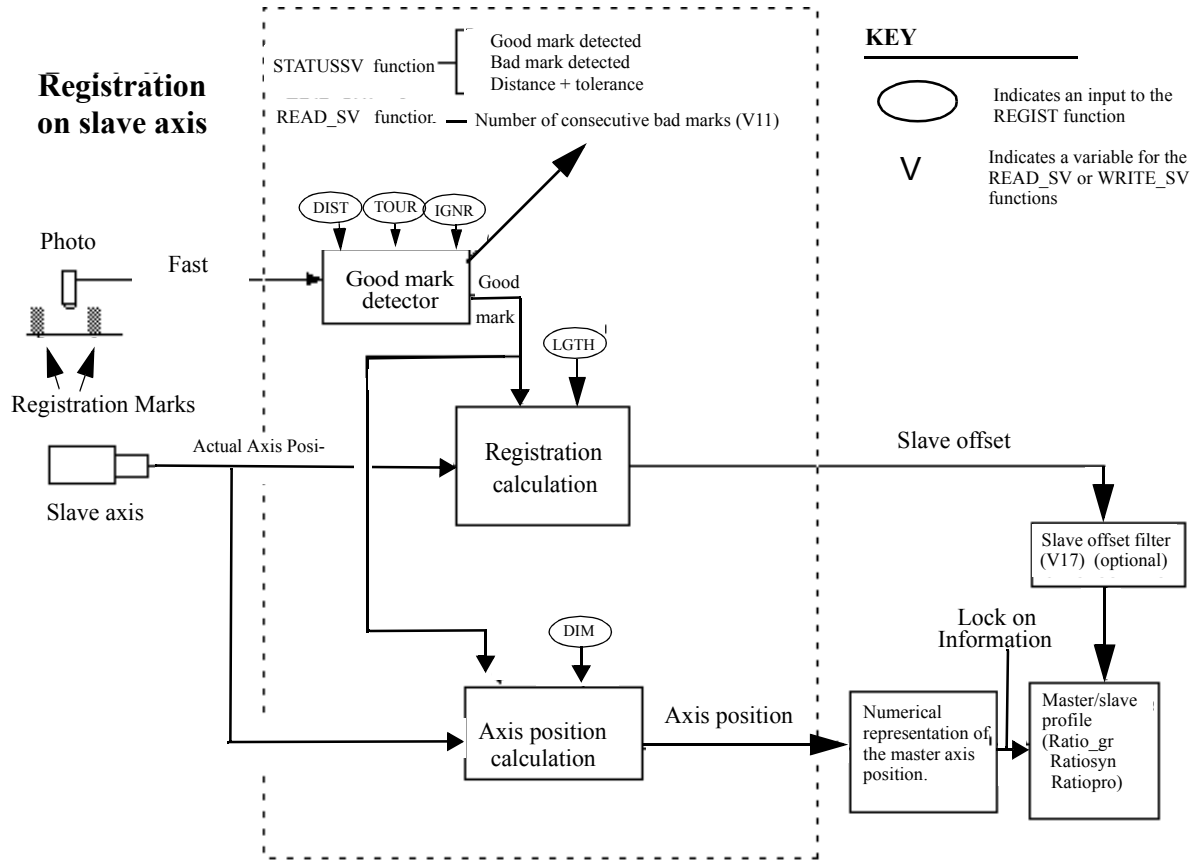 Registration
on slave axis
STATUSSV function
Good mark detected
Bad mark detected
Distance + tolerance
READ_SV function
Number of consecutive bad marks (V11)
KEY
Indicates an input to the
REGIST function
V
Indicates a variable for the
READ_SV or WRITE_SV
functions
DIST
TOUR
IGNR
Photo
Fast
Good mark
detector
Good
mark
LGTH
Registration Marks
Actual Axis Posi-
Registration
calculation
Slave offset
Slave axis
Slave offset filter
(V17) (optional)
Lock on
Information
DIM
Axis position
calculation
Axis position
Numerical
representation of
the master axis
position.
Master/slave
profile
(Ratio_gr
Ratiosyn
Ratiopro)